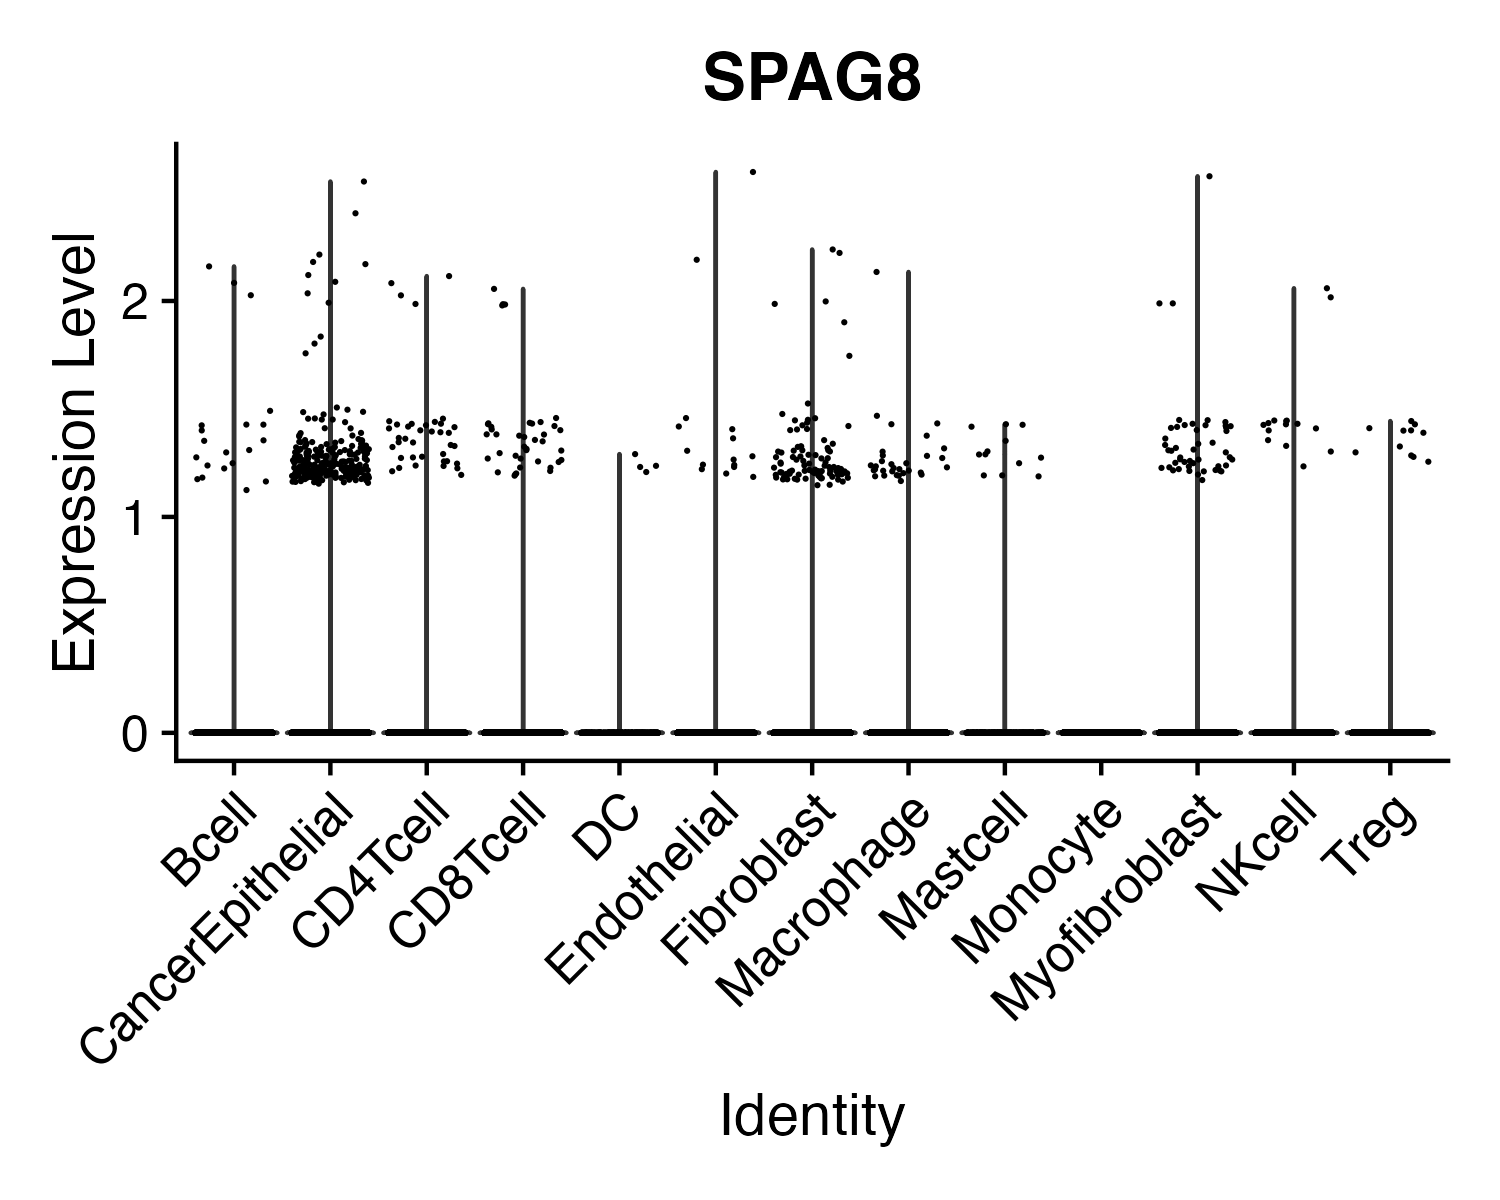 SPAG8
Expression Level
2
1
0
Bcell
CancerEpithelial
CD4Tcell
CD8Tcell
DC
Endothelial
Fibroblast
Macrophage
Mastcell
Monocyte
Myofibroblast
NKcell
Treg
Identity